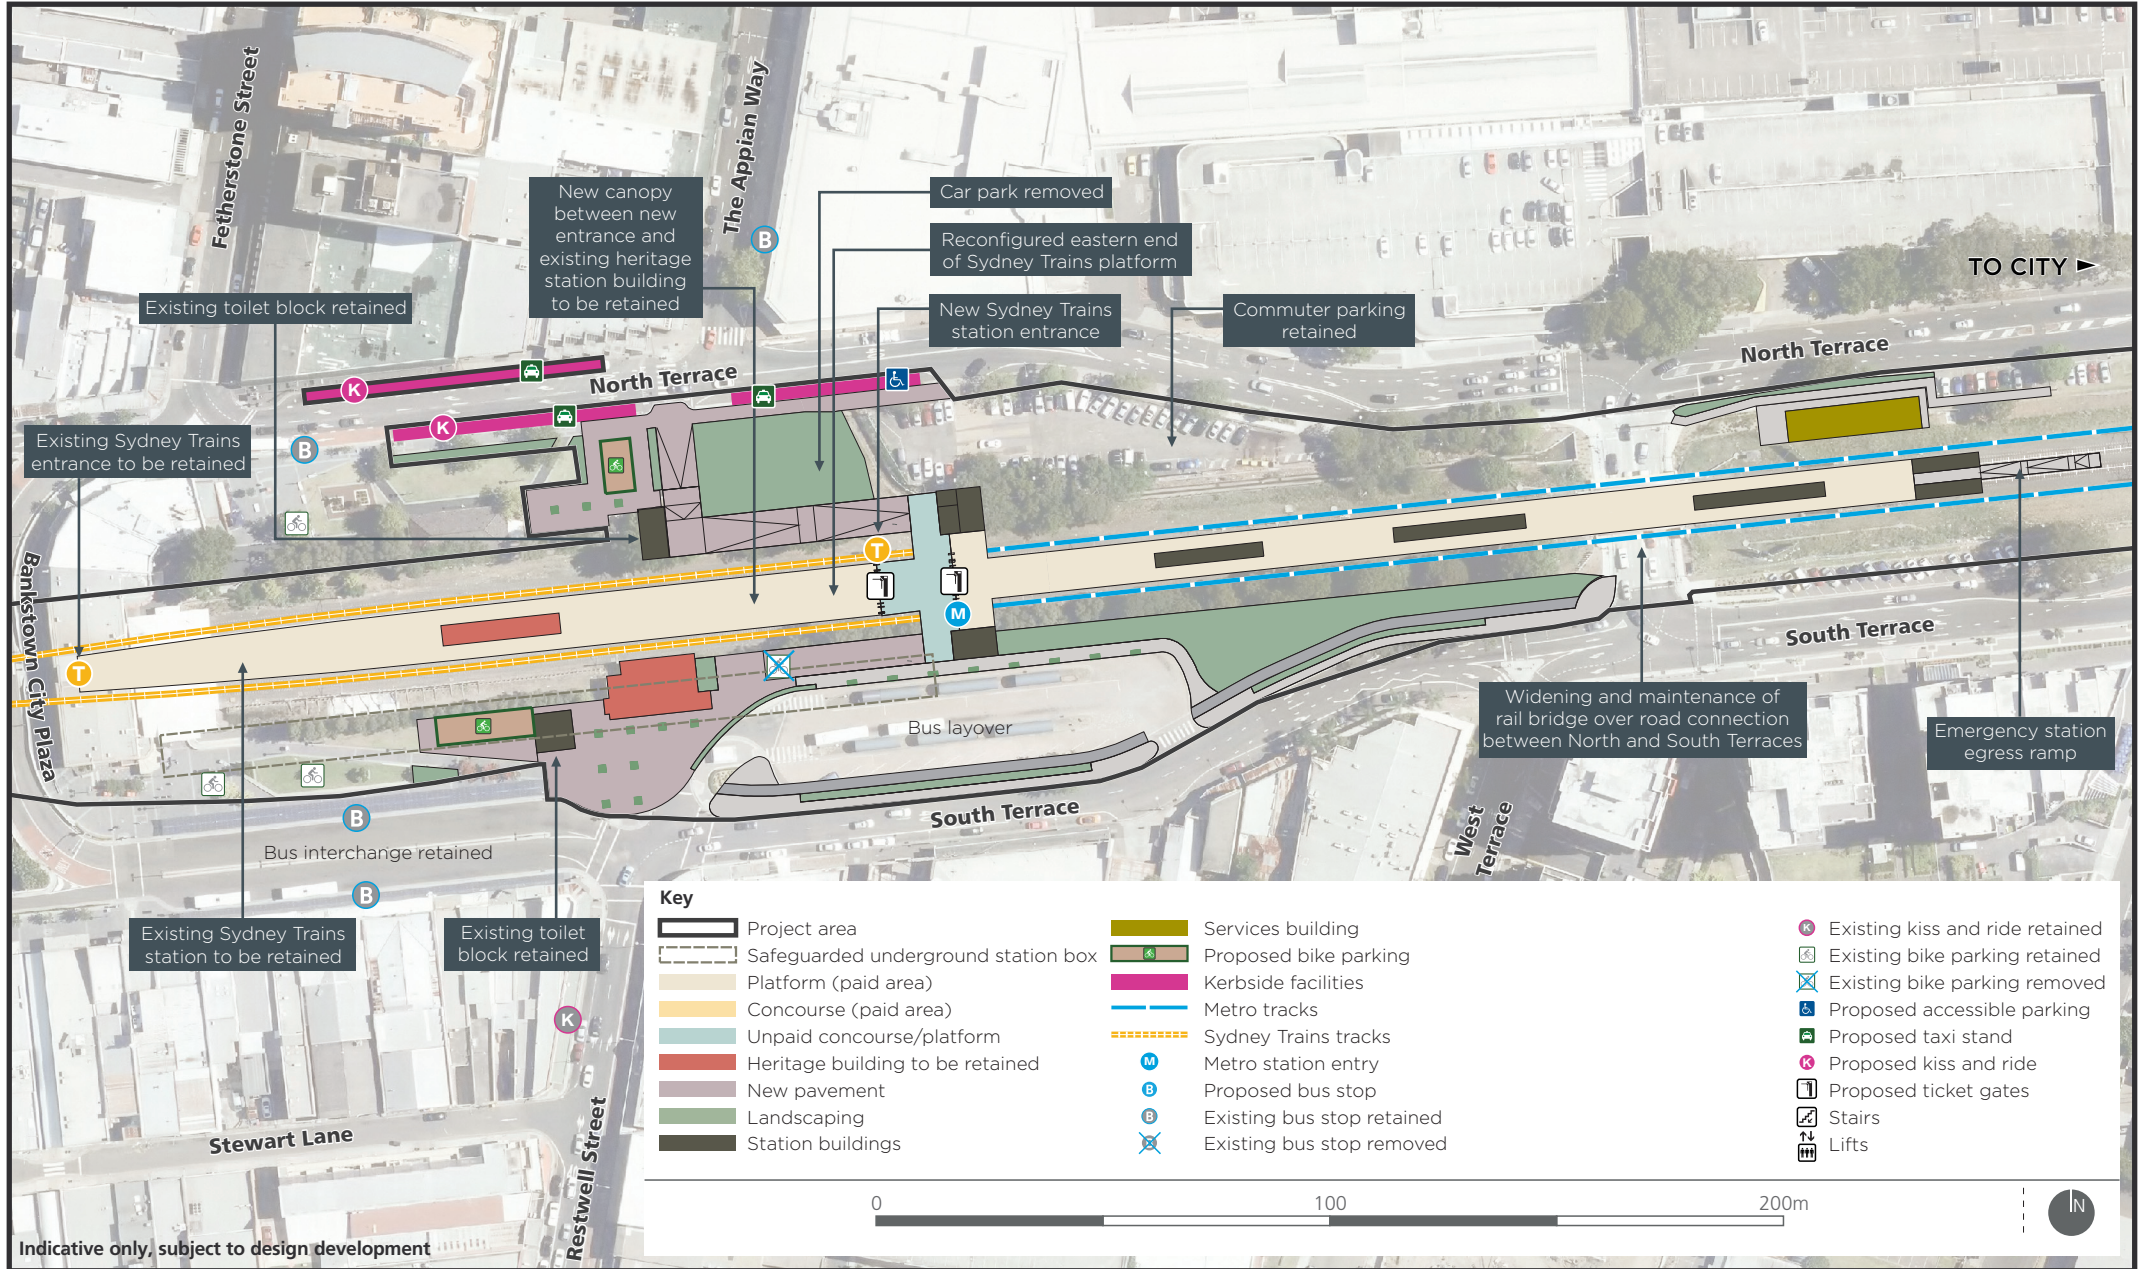 Fetherstone Street
The Appian Way
B
New canopy
between new
entrance and
existing heritage
station building
to be retained
Car park removed
Reconfigured eastern end
of Sydney Trains platform
New Sydney Trains
station entrance
Commuter parking
retained
TO CITY
Existing toilet block retained
North Terrace
North Terrace
K
K
Existing Sydney Trains
entrance to be retained
B
T
T
M
Bankstown City Plaza
South Terrace
Bus layover
Widening and maintenance of
rail bridge over road connection
between North and South Terraces
Emergency station
egress ramp
South Terrace
West
Terrace
B
Bus interchange retained
B
Existing Sydney Trains
station to be retained
Existing toilet
block retained
K
Stewart Lane
Restwell Street
Indicative only, subject to design development
Key
Project area
Safeguarded underground station box
Platform (paid area)
Concourse (paid area)
Unpaid concourse/platform
Heritage building to be retained
New pavement
Landscaping
Station buildings
Services building
Proposed bike parking
Kerbside facilities
Metro tracks
Sydney Trains tracks
M Metro station entry
B Proposed bus stop
B Existing bus stop retained
Existing bus stop removed
K Existing kiss and ride retained
Existing bike parking retained
Existing bike parking removed
Proposed accessible parking
Proposed taxi stand
K Proposed kiss and ride
Proposed ticket gates
Stairs
Lifts
0 100 200m
N